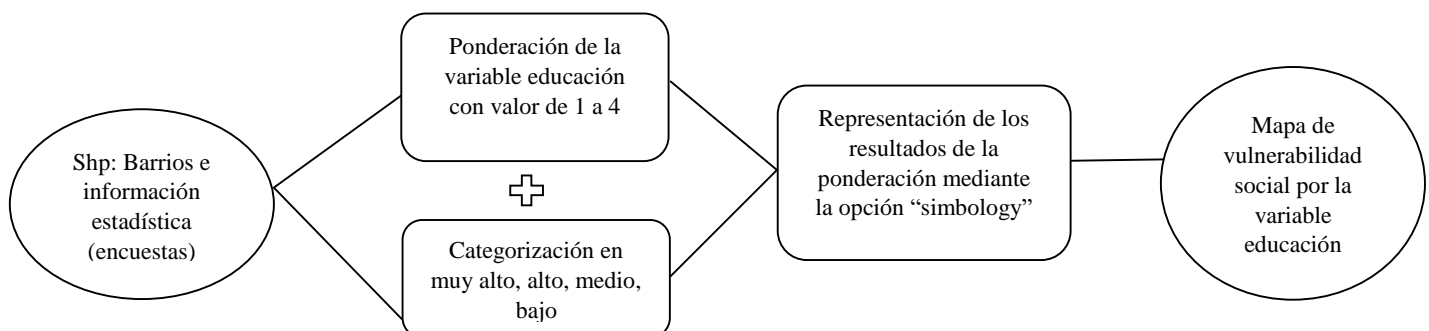 Shp: Barrios e
información
estadística
(encuestas)
Ponderación de la
variable educación
con valor de 1 a 4
Categorización en
muy alto, alto, medio,
bajo
Representación de los
resultados de la
ponderación mediante
la opción “simbology”
Mapa de
vulnerabilidad
social por la
variable
educación